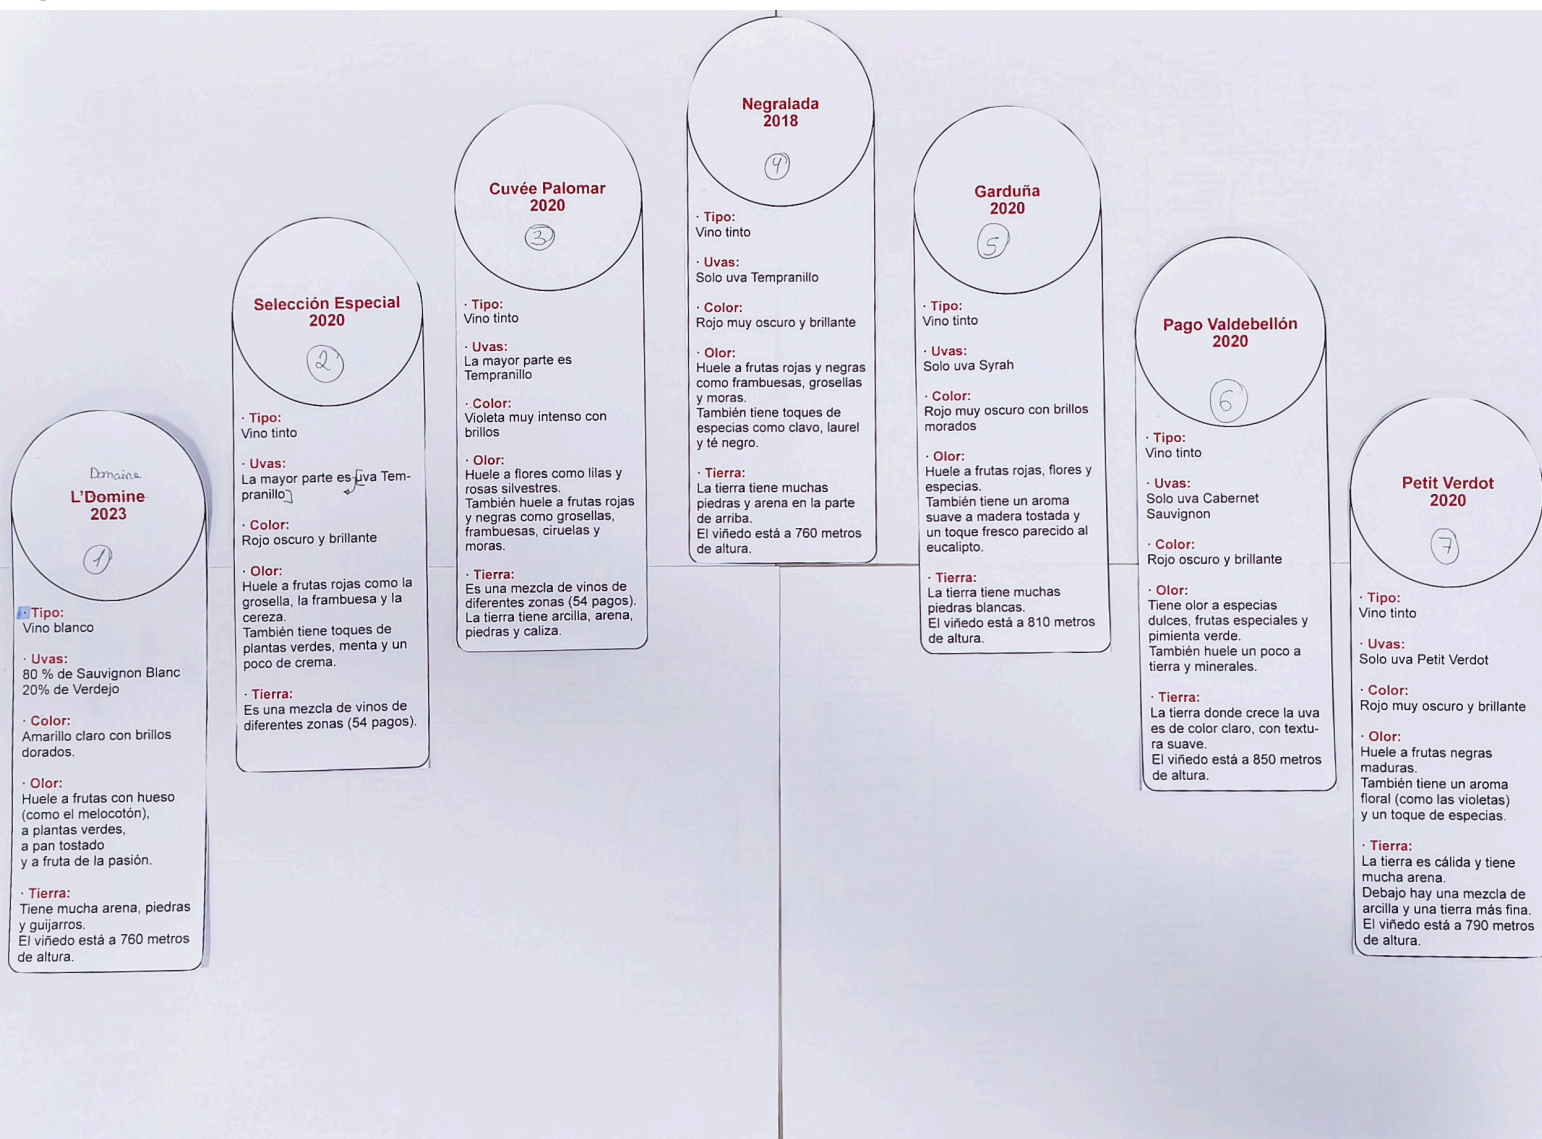 Domaine
L'Domine
2023
1
· Tipo:
Vino blanco
· Uvas:
80 % de Sauvignon Blanc
20% de Verdejo
· Color:
Amarillo claro con brillos
dorados.
· Olor:
Huele a frutas con hueso
(como el melocotón),
a plantas verdes,
a pan tostado
y a fruta de la pasión.
· Tierra:
Tiene mucha arena, piedras
y guijarros.
El viñedo está a 760 metros
de altura.
Selección Especial
2020
2
· Tipo:
Vino tinto
· Uvas:
La mayor parte es uva Tem-
pranillo
· Color:
Rojo oscuro y brillante
· Olor:
Huele a frutas rojas como la
grosella, la frambuesa y la
cereza.
También tiene toques de
plantas verdes, menta y un
poco de crema.
· Tierra:
Es una mezcla de vinos de
diferentes zonas (54 pagos).
Cuvée Palomar
2020
3
· Tipo:
Vino tinto
· Uvas:
La mayor parte es
Tempranillo
· Color:
Violeta muy intenso con
brillos
· Olor:
Huele a flores como lilas y
rosas silvestres.
También huele a frutas rojas
y negras como grosellas,
frambuesas, ciruelas y
moras.
· Tierra:
Es una mezcla de vinos de
diferentes zonas (54 pagos).
La tierra tiene arcilla, arena,
piedras y caliza.
Negralada
2018
4
· Tipo:
Vino tinto
· Uvas:
Solo uva Tempranillo
· Color:
Rojo muy oscuro y brillante
· Olor:
Huele a frutas rojas y negras
como frambuesas, grosellas
y moras.
También tiene toques de
especias como clavo, laurel
y té negro.
· Tierra:
La tierra tiene muchas
piedras y arena en la parte
de arriba.
El viñedo está a 760 metros
de altura.
Garduña
2020
5
· Tipo:
Vino tinto
· Uvas:
Solo uva Syrah
· Color:
Rojo muy oscuro con brillos
morados
· Olor:
Huele a frutas rojas, flores y
especias.
También tiene un aroma
suave a madera tostada y
un toque fresco parecido al
eucalipto.
· Tierra:
La tierra tiene muchas
piedras blancas.
El viñedo está a 810 metros
de altura.
Pago Valdebellón
2020
6
· Tipo:
Vino tinto
· Uvas:
Solo uva Cabernet
Sauvignon
· Color:
Rojo oscuro y brillante
· Olor:
Tiene olor a especias
dulces, frutas especiales y
pimienta verde.
También huele un poco a
tierra y minerales.
· Tierra:
La tierra donde crece la uva
es de color claro, con textu-
ra suave.
El viñedo está a 850 metros
de altura.
Petit Verdot
2020
7
· Tipo:
Vino tinto
· Uvas:
Solo uva Petit Verdot
· Color:
Rojo muy oscuro y brillante
· Olor:
Huele a frutas negras
maduras.
También tiene un aroma
floral (como las violetas)
y un toque de especias.
· Tierra:
La tierra es cálida y tiene
mucha arena.
Debajo hay una mezcla de
arcilla y una tierra más fina.
El viñedo está a 790 metros
de altura.